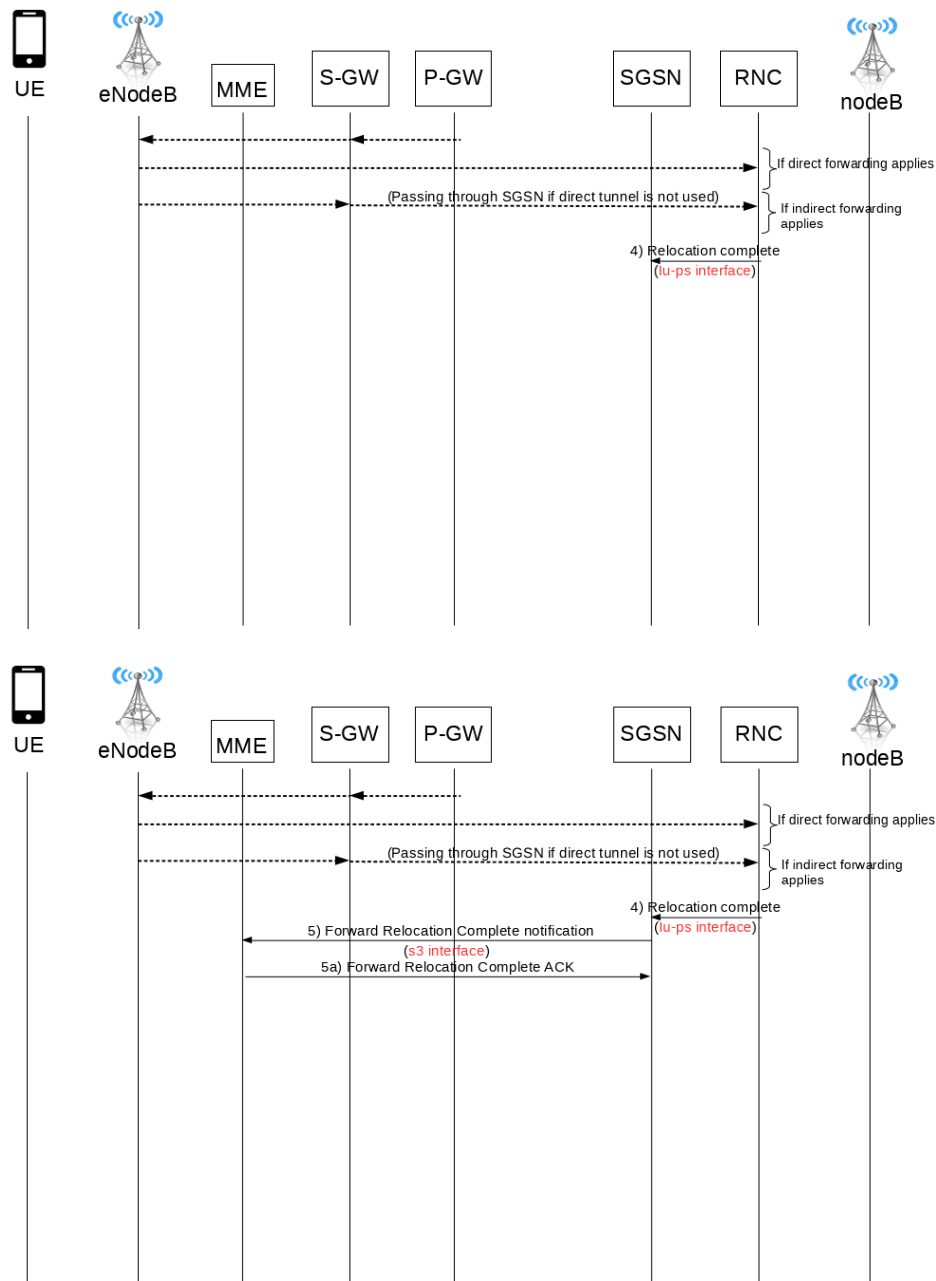 UE
eNodeB
MME
S-GW
P-GW
SGSN
RNC
nodeB
If direct forwarding applies
(Passing through SGSN if direct tunnel is not used)
If indirect forwarding
applies
4) Relocation complete
(Iu-ps interface)
UE
eNodeB
MME
S-GW
P-GW
SGSN
RNC
nodeB
If direct forwarding applies
(Passing through SGSN if direct tunnel is not used)
If indirect forwarding
applies
4) Relocation complete
(Iu-ps interface)
5) Forward Relocation Complete notification
(s3 interface)
5a) Forward Relocation Complete ACK